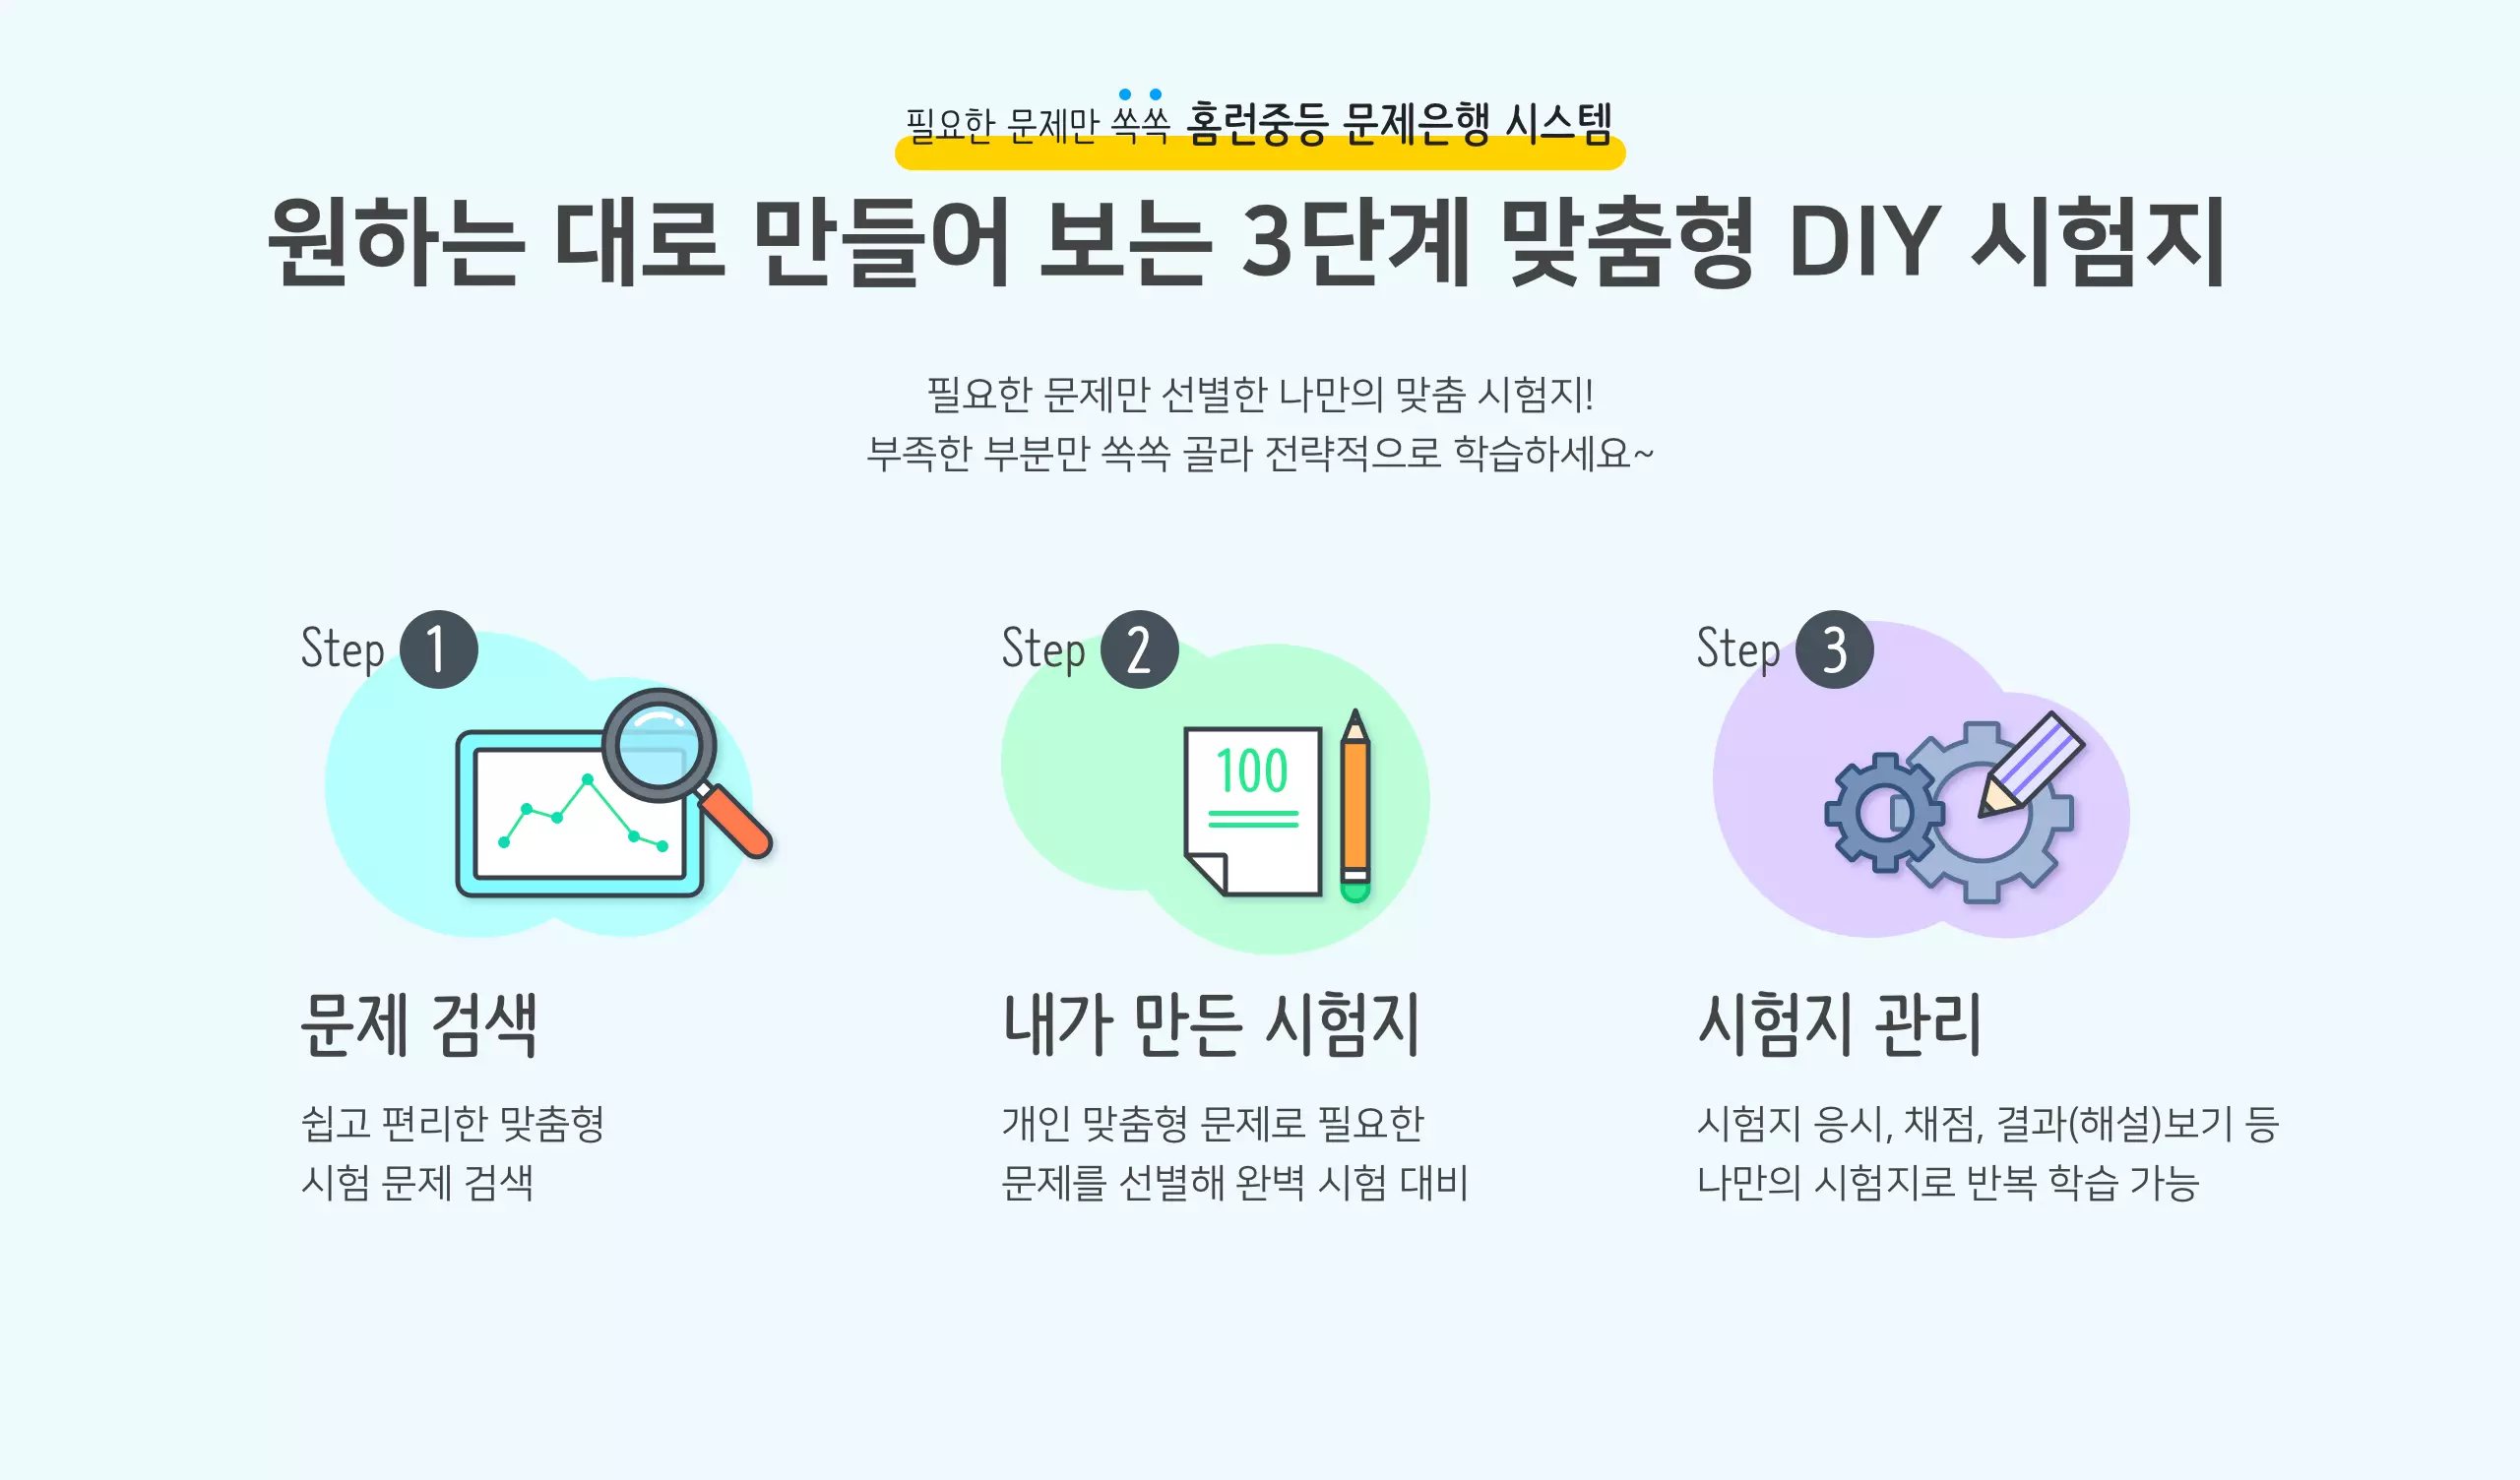 필요한 문제만 쏙쏙 홈런중등 문제은행 시스템
원하는 대로 만들어 보는 3단계 맞춤형 DIY 시험지
필요한 문제만 선별한 나만의 맞춤 시험지!
부족한 부분만 쏙쏙 골라 전략적으로 학습하세요~
Step 1
문제 검색
쉽고 편리한 맞춤형
시험 문제 검색
Step 2
100
내가 만든 시험지
개인 맞춤형 문제로 필요한
문제를 선별해 완벽 시험 대비
Step 3
시험지 관리
시험지 응시, 채점, 결과(해설)보기 등
나만의 시험지로 반복 학습 가능